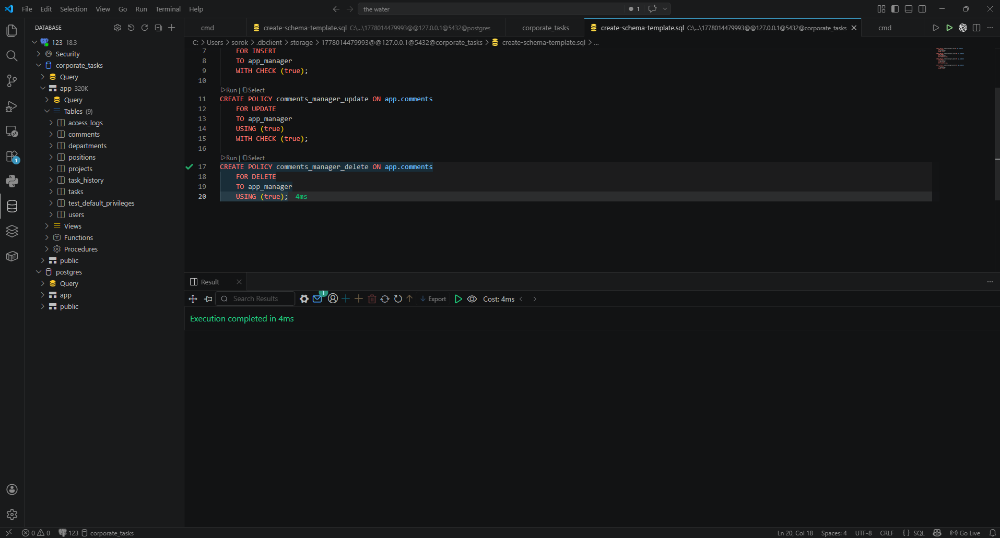 File Edit Selection View Go Run Terminal Help
the water
1
DATABASE
cmd
create-schema-template.sql C:\...\1778014479993@@127.0.0.1@5432@postgres
corporate_tasks
create-schema-template.sql C:\...\1778014479993@@127.0.0.1@5432@corporate_tasks
cmd
C: > Users > sorok > .dbclient > storage > 1778014479993@@127.0.0.1@5432@corporate_tasks > create-schema-template.sql > ...
123 18.3
Security
corporate_tasks
Query
app 320K
Query
Tables (9)
access_logs
comments
departments
positions
projects
task_history
tasks
test_default_privileges
users
Views
Functions
Procedures
public
postgres
Query
app
public
1
7 FOR INSERT
8 TO app_manager
9 WITH CHECK (true);
10
Run | Select
11 CREATE POLICY comments_manager_update ON app.comments
12 FOR UPDATE
13 TO app_manager
14 USING (true)
15 WITH CHECK (true);
16
Run | Select
17 CREATE POLICY comments_manager_delete ON app.comments
18 FOR DELETE
19 TO app_manager
20 USING (true); 4ms
Result
Search Results
1
Export
Cost: 4ms
Execution completed in 4ms
0 0 123 corporate_tasks
Ln 20, Col 18 Spaces: 4 UTF-8 CRLF { } SQL Go Live